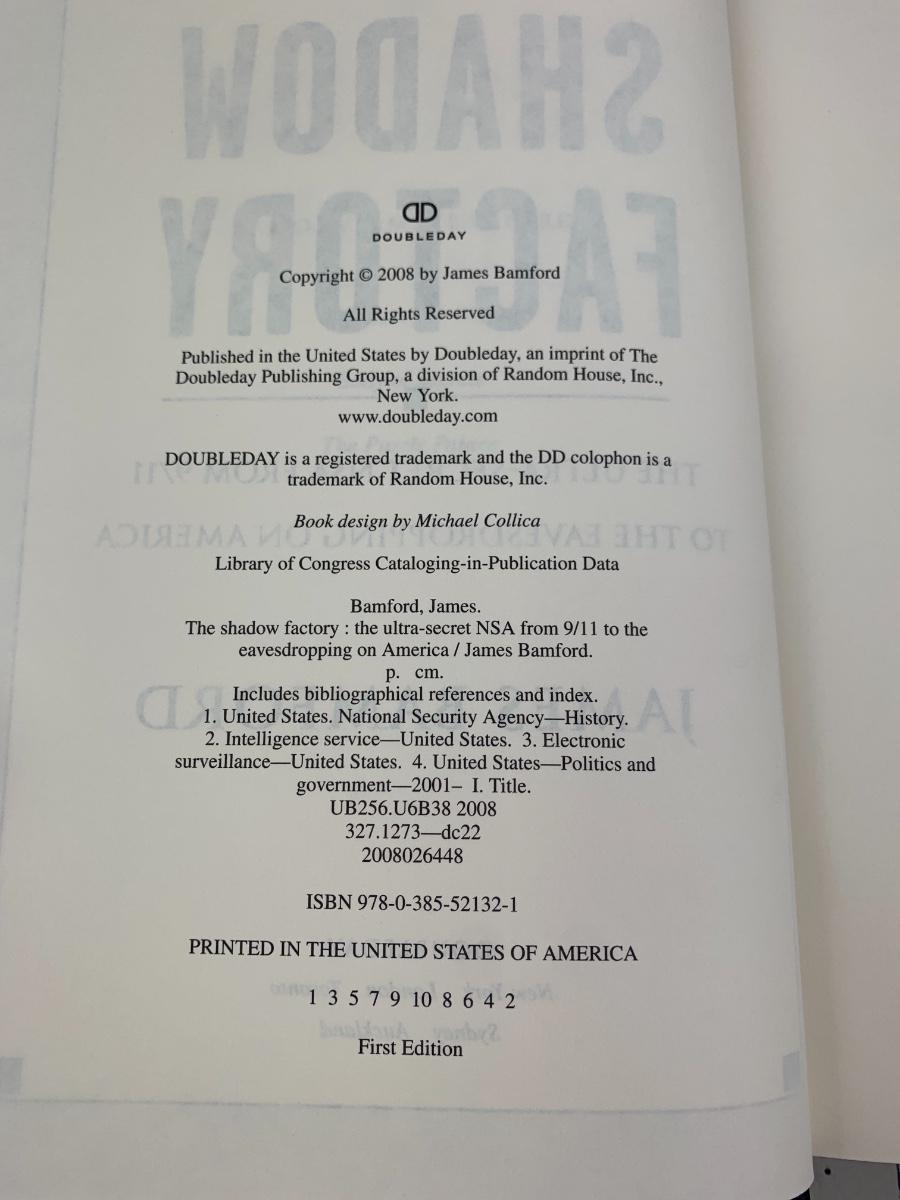 DD
DOUBLEDAY
Copyright © 2008 by James Bamford
All Rights Reserved
Published in the United States by Doubleday, an imprint of The
Doubleday Publishing Group, a division of Random House, Inc.,
New York.
www.doubleday.com
DOUBLEDAY is a registered trademark and the DD colophon is a
trademark of Random House, Inc.
Book design by Michael Collica
Library of Congress Cataloging-in-Publication Data
Bamford, James.
The shadow factory : the ultra-secret NSA from 9/11 to the
eavesdropping on America / James Bamford.
p. cm.
Includes bibliographical references and index.
1. United States. National Security Agency—History.
2. Intelligence service—United States. 3. Electronic
surveillance—United States. 4. United States—Politics and
government—2001– I. Title.
UB256.U6B38 2008
327.1273—dc22
2008026448
ISBN 978-0-385-52132-1
PRINTED IN THE UNITED STATES OF AMERICA
1 3 5 7 9 10 8 6 4 2
First Edition